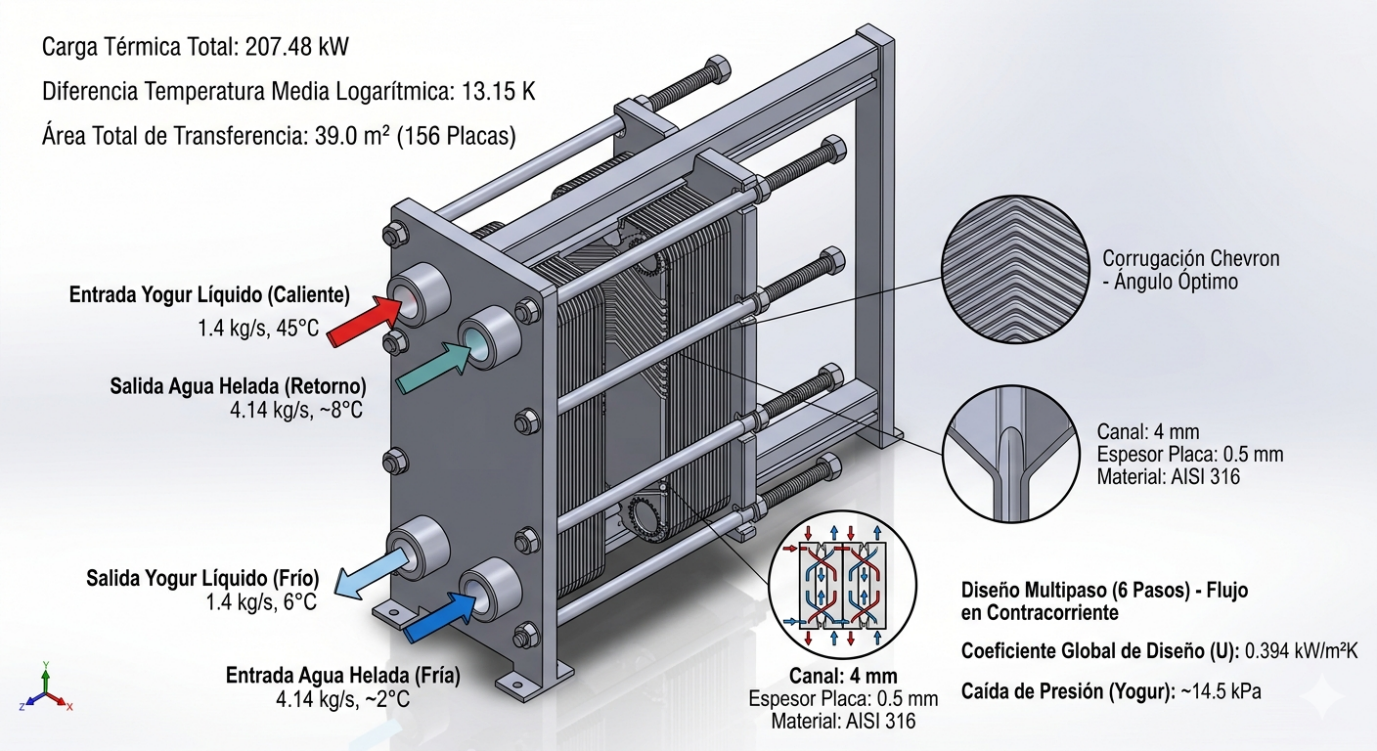 Carga Térmica Total: 207.48 kW
Diferencia Temperatura Media Logarítmica: 13.15 K
Área Total de Transferencia: 39.0 m² (156 Placas)
Entrada Yogur Líquido (Caliente)
1.4 kg/s, 45°C
Salida Agua Helada (Retorno)
4.14 kg/s, ~8°C
Corrugación Chevron
- Ángulo Óptimo
Canal: 4 mm
Espesor Placa: 0.5 mm
Material: AISI 316
Salida Yogur Líquido (Frío)
1.4 kg/s, 6°C
Entrada Agua Helada (Fría)
4.14 kg/s, ~2°C
Canal: 4 mm
Espesor Placa: 0.5 mm
Material: AISI 316
Diseño Multipaso (6 Pasos) - Flujo
en Contracorriente
Coeficiente Global de Diseño (U): 0.394 kW/m²K
Caída de Presión (Yogur): ~14.5 kPa
Y
Z
X